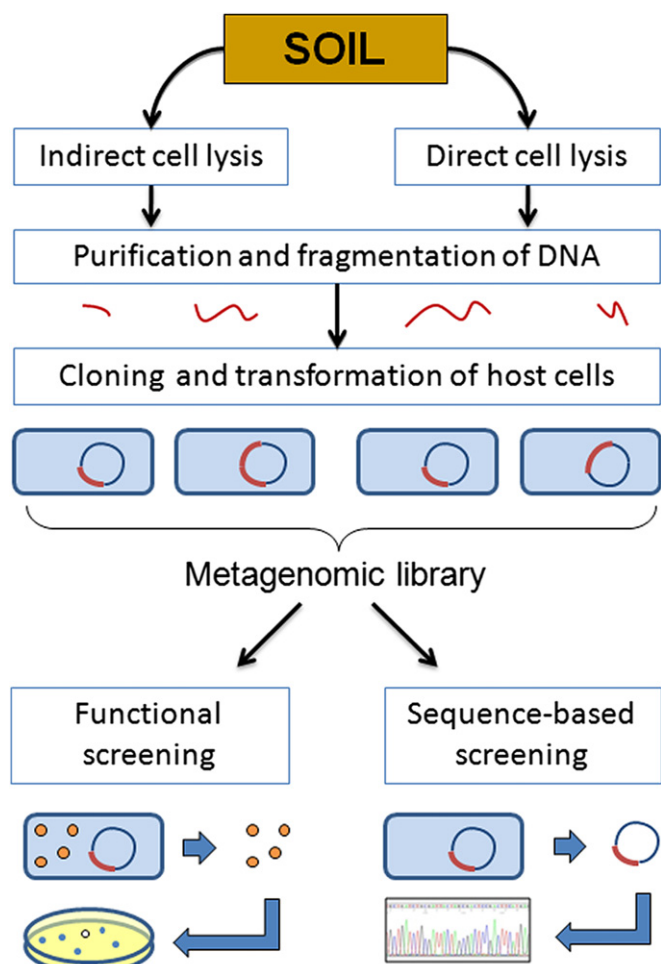 SOIL
Indirect cell lysis
Direct cell lysis
Purification and fragmentation of DNA
Cloning and transformation of host cells
Metagenomic library
Functional
screening
Sequence-based
screening